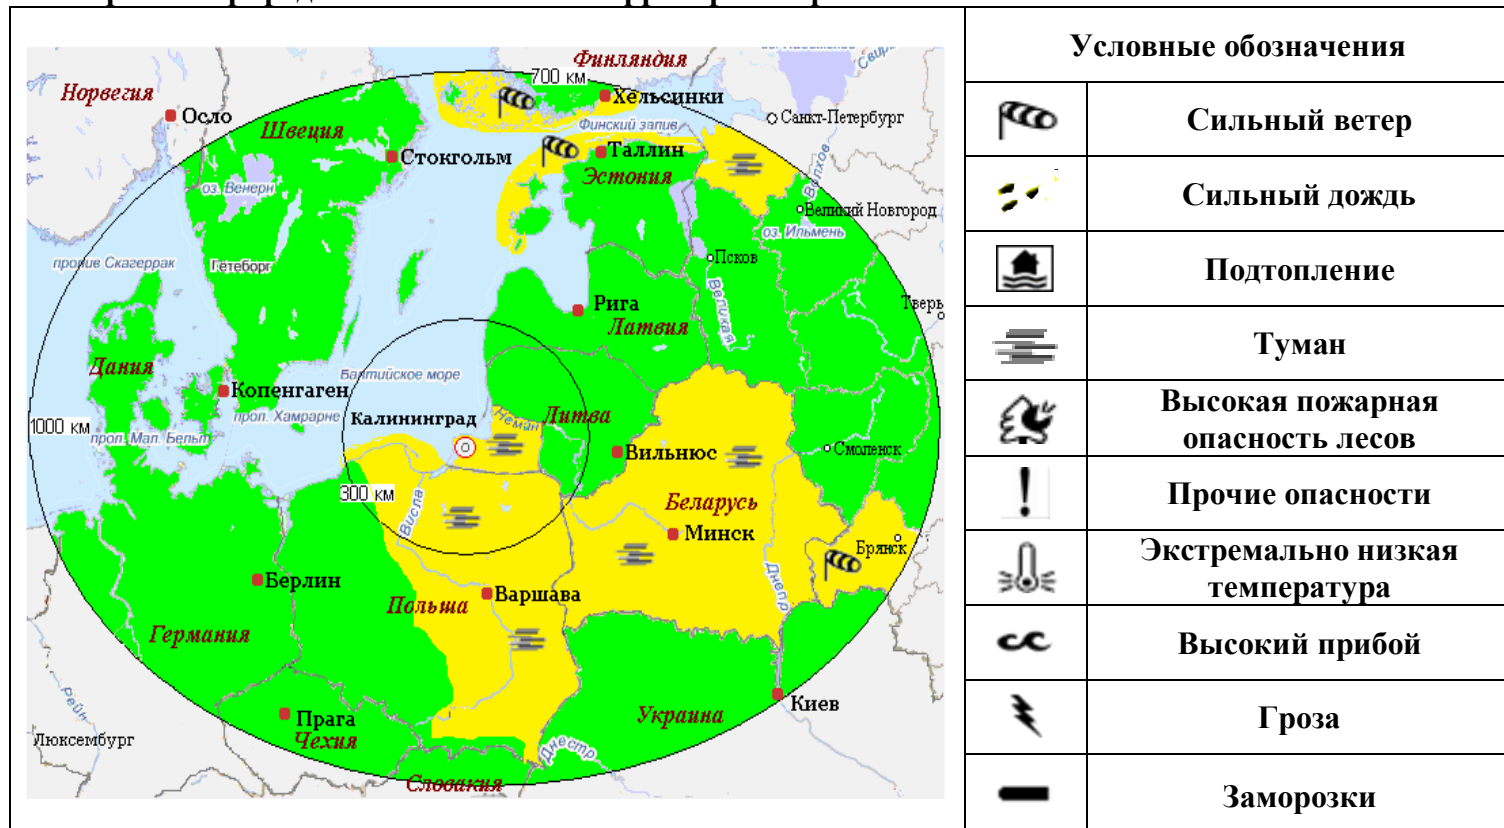 Условные обозначения
Сильный ветер
Сильный дождь
Подтопление
Туман
Высокая пожарная
опасность лесов
Прочие опасности
Экстремально низкая
температура
Высокий прибой
Гроза
Заморозки
Финляндия
700 км
Норвегия
Хельсинки
Осло
Санкт-Петербург
Швеция
Финский залив
Стокгольм
Таллин
Эстония
Волхов
оз. Венерн
Великий Новгород
оз. Ильмень
пролив Скагеррак
Гётеборг
Псков
Великая
Рига
Тверь
Латвия
Дания
Балтийское море
Копенгаген
прол. Хамрарне
Калининград
Неман
Литва
1000 км
прол. Мал. Бельт
Вильнюс
Смоленск
300 км
Висла
Беларусь
Минск
Брянск
Берлин
Днепр
Польша
Варшава
Германия
Рейн
Киев
Украина
Прага
Чехия
Люксембург
Днестр
Словакия